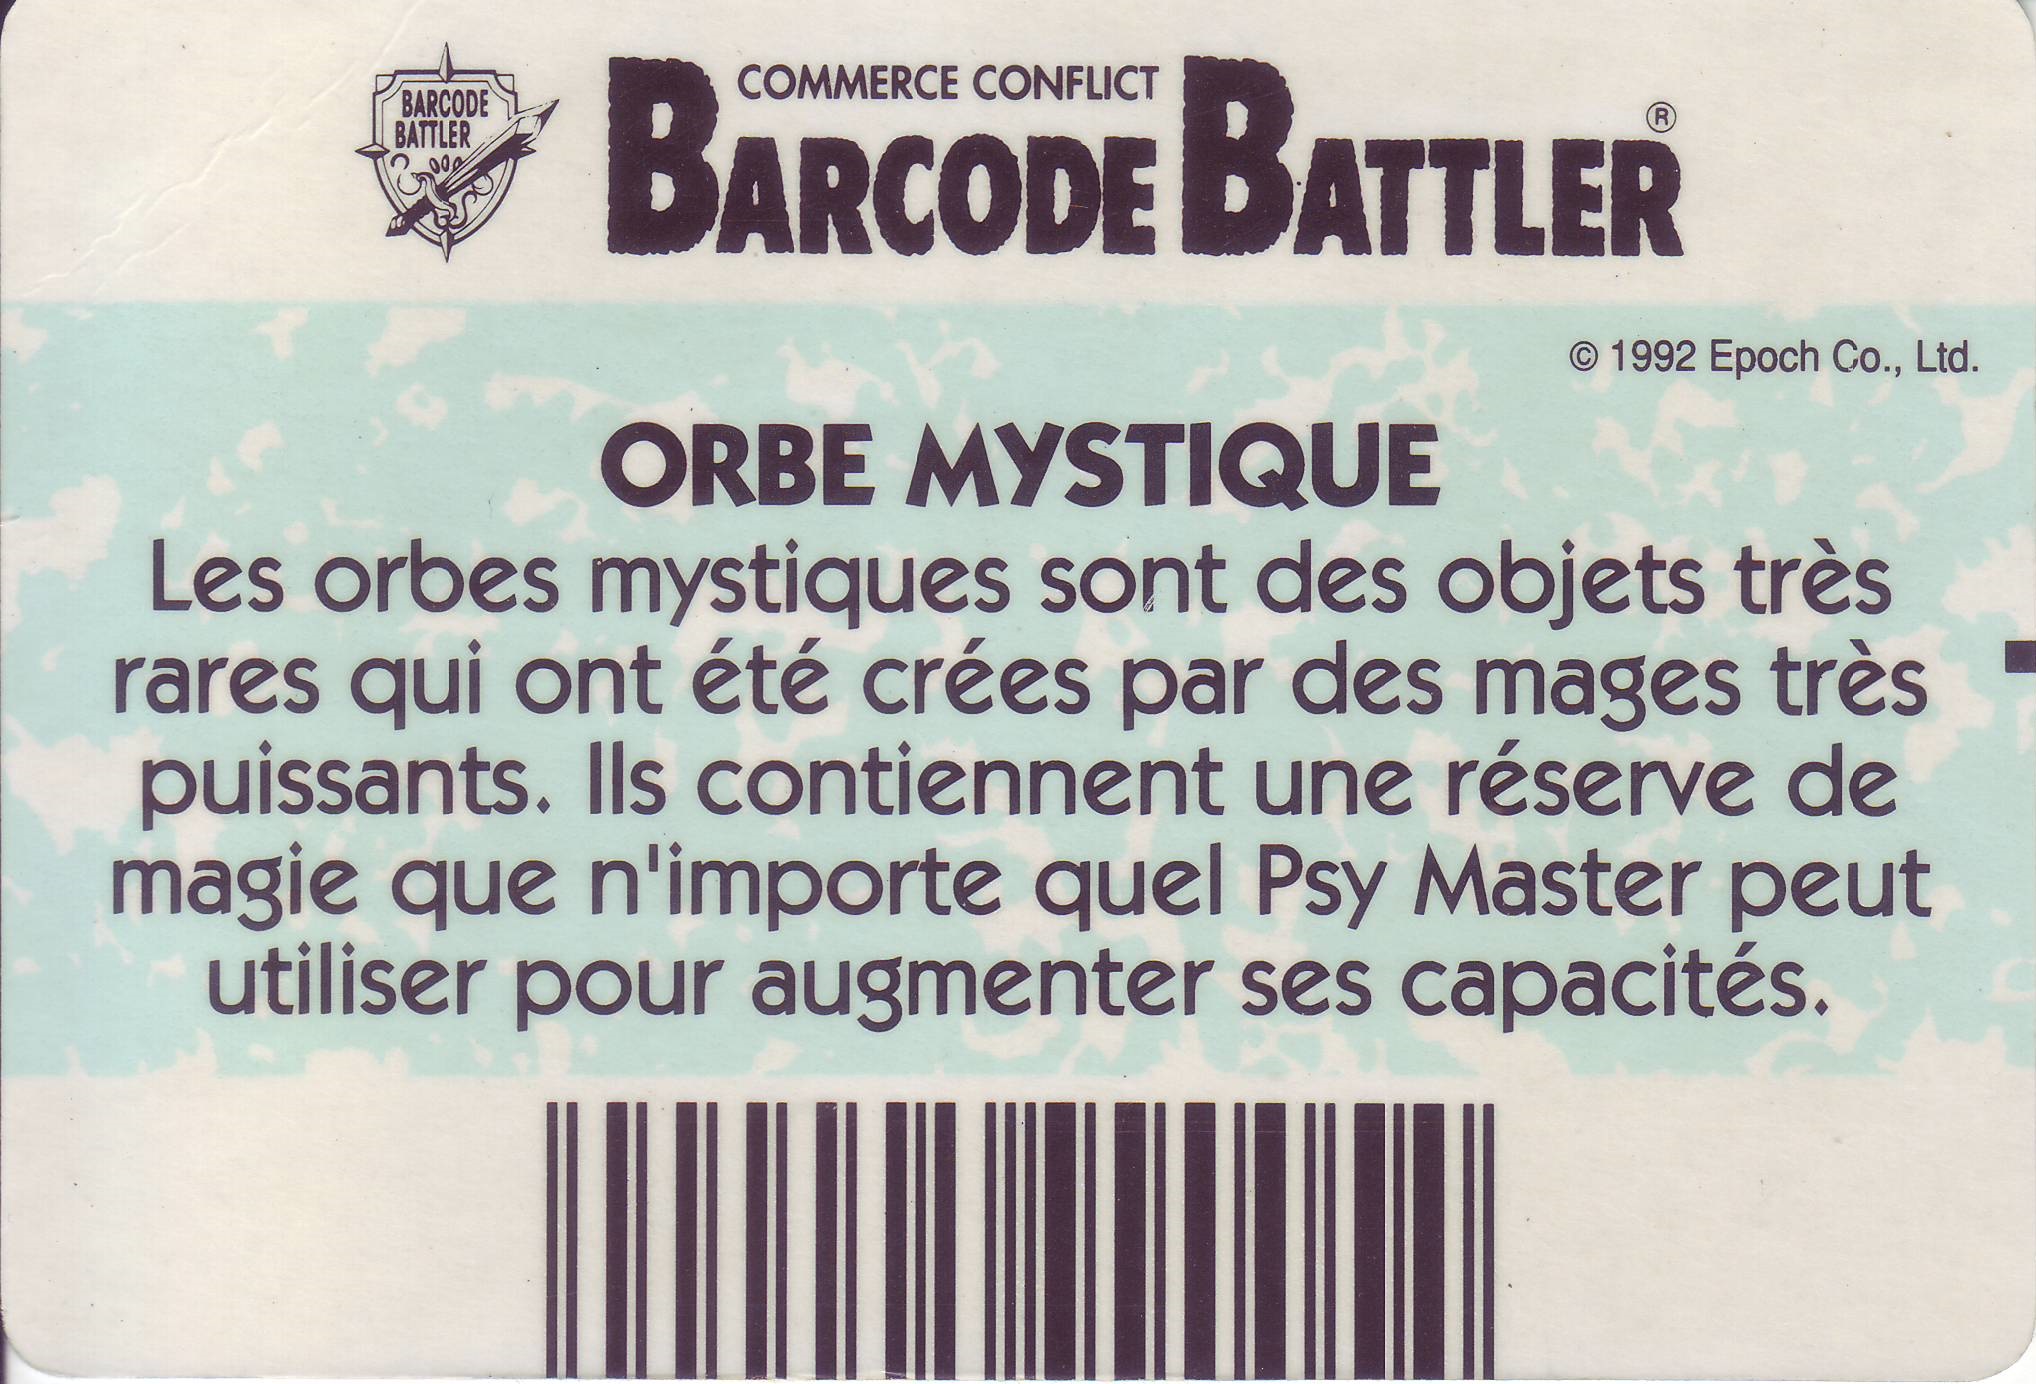 BARCODE
BATTLER
COMMERCE CONFLICT
BARCODE BATTLER ®
© 1992 Epoch Co., Ltd.
ORBE MYSTIQUE
Les orbes mystiques sont des objets très
rares qui ont été crées par des mages très
puissants. Ils contiennent une réserve de
magie que n'importe quel Psy Master peut
utiliser pour augmenter ses capacités.